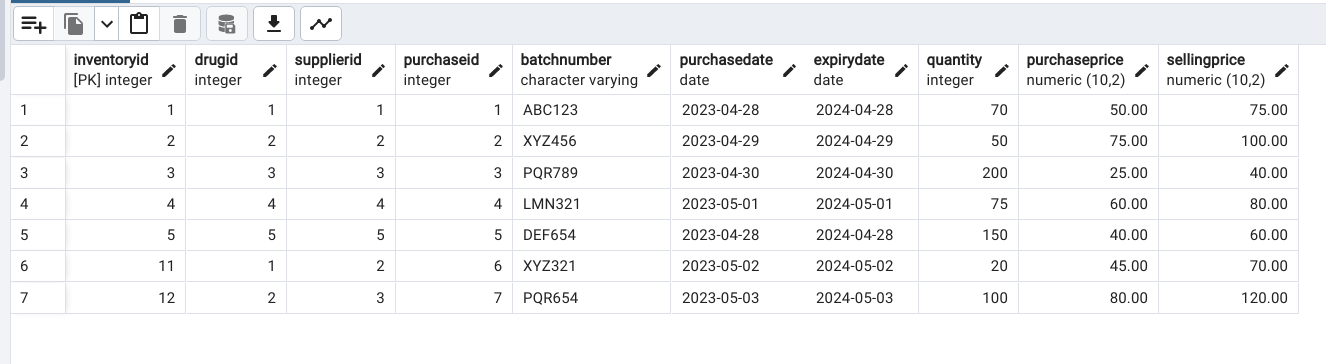 inventoryid drugid supplierid purchaseid batchnumber purchasedate expirydate quantity purchaseprice sellingprice
[PK] integer integer integer integer character varying date date integer numeric (10,2) numeric (10,2)
1 1 1 1 1 ABC123 2023-04-28 2024-04-28 70 50.00 75.00
2 2 2 2 2 XYZ456 2023-04-29 2024-04-29 50 75.00 100.00
3 3 3 3 3 PQR789 2023-04-30 2024-04-30 200 25.00 40.00
4 4 4 4 4 LMN321 2023-05-01 2024-05-01 75 60.00 80.00
5 5 5 5 5 DEF654 2023-04-28 2024-04-28 150 40.00 60.00
6 11 1 2 6 XYZ321 2023-05-02 2024-05-02 20 45.00 70.00
7 12 2 3 7 PQR654 2023-05-03 2024-05-03 100 80.00 120.00